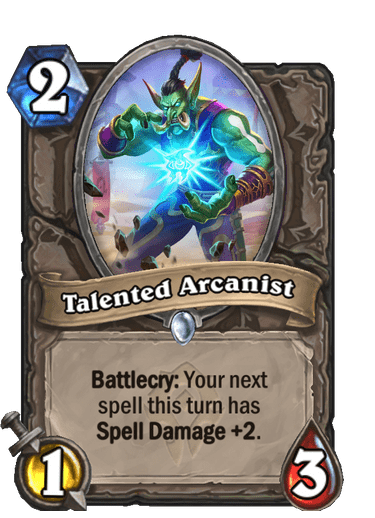 2
Talented Arcanist
Battlecry: Your next
spell this turn has
Spell Damage +2.
1
3